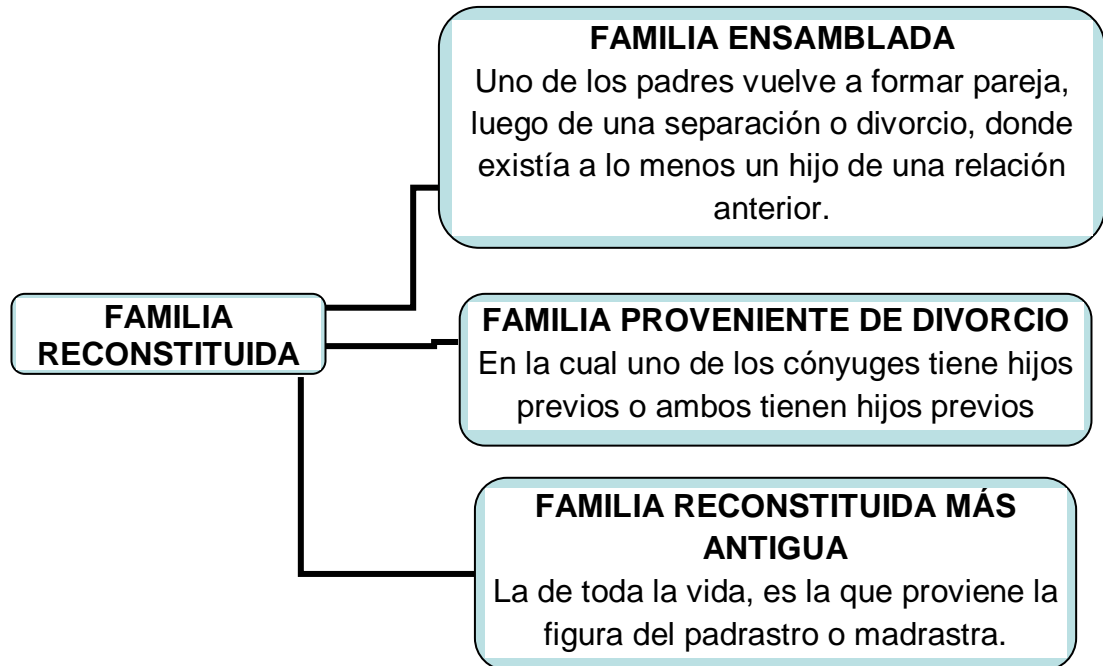 FAMILIA ENSAMBLADA
Uno de los padres vuelve a formar pareja,
luego de una separación o divorcio, donde
existía a lo menos un hijo de una relación
anterior.
FAMILIA
RECONSTITUIDA
FAMILIA PROVENIENTE DE DIVORCIO
En la cual uno de los cónyuges tiene hijos
previos o ambos tienen hijos previos
FAMILIA RECONSTITUIDA MÁS
ANTIGUA
La de toda la vida, es la que proviene la
figura del padrastro o madrastra.